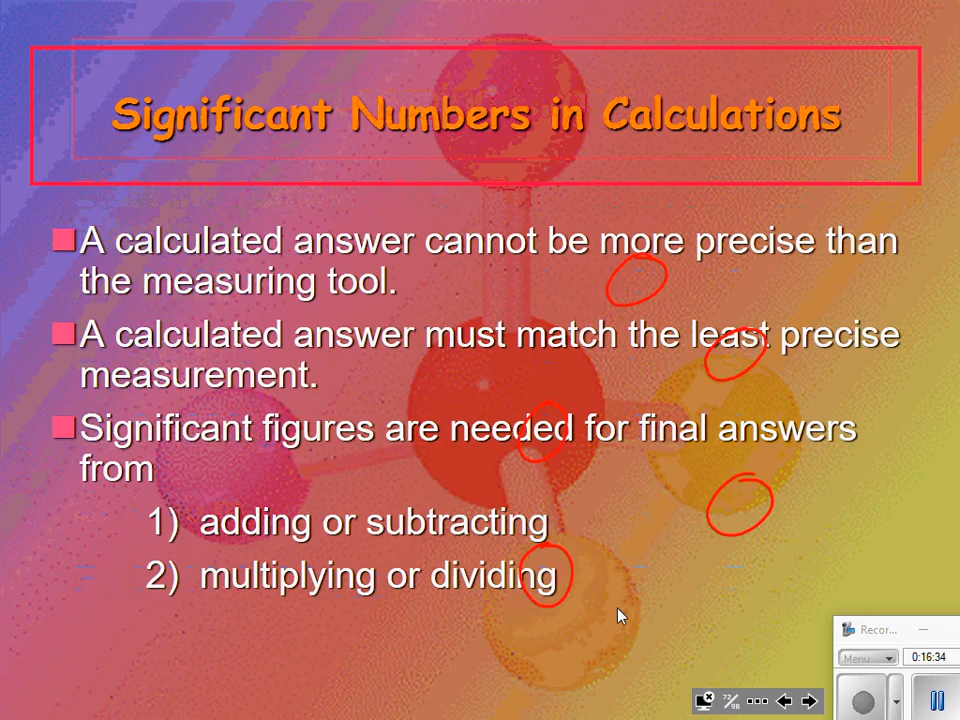 Significant Numbers in Calculations
A calculated answer cannot be more precise than
the measuring tool.
A calculated answer must match the least precise
measurement.
Significant figures are needed for final answers
from
1) adding or subtracting
2) multiplying or dividing
Recor...
Menu
0:16:34
72/98